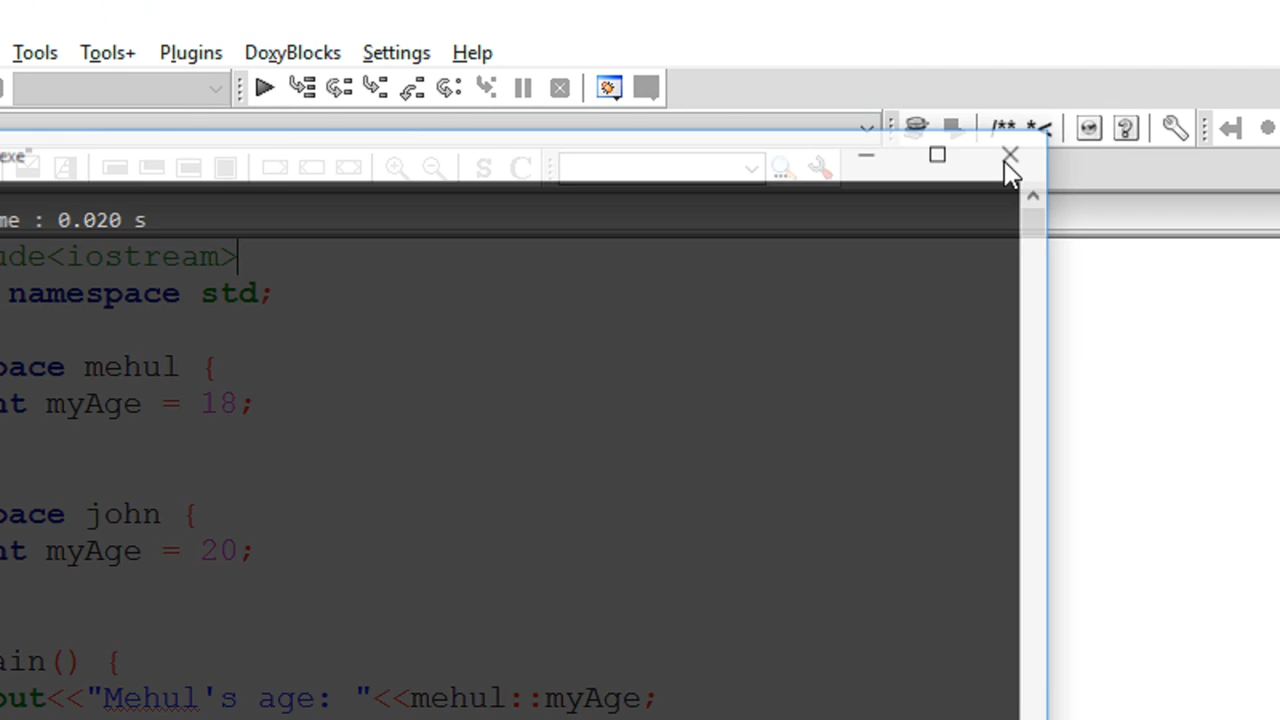 Tools Tools+ Plugins DoxyBlocks Settings Help
/** *<
exe"
S C
me : 0.020 s
ude<iostream>
namespace std;
pace mehul {
nt myAge = 18;
pace john {
nt myAge = 20;
ain() {
out<<"Mehul's age: "<<mehul::myAge;